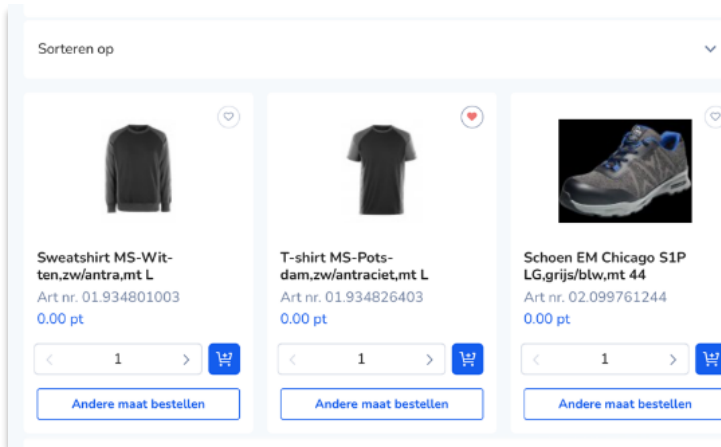 Sorteren op
Sweatshirt MS-Wit-
ten,zw/antra,mt L
Art nr. 01.934801003
0.00 pt
1
Andere maat bestellen
T-shirt MS-Pots-
dam,zw/antraciet,mt L
Art nr. 01.934826403
0.00 pt
1
Andere maat bestellen
Schoen EM Chicago S1P
LG,grijs/blw,mt 44
Art nr. 02.099761244
0.00 pt
1
Andere maat bestellen